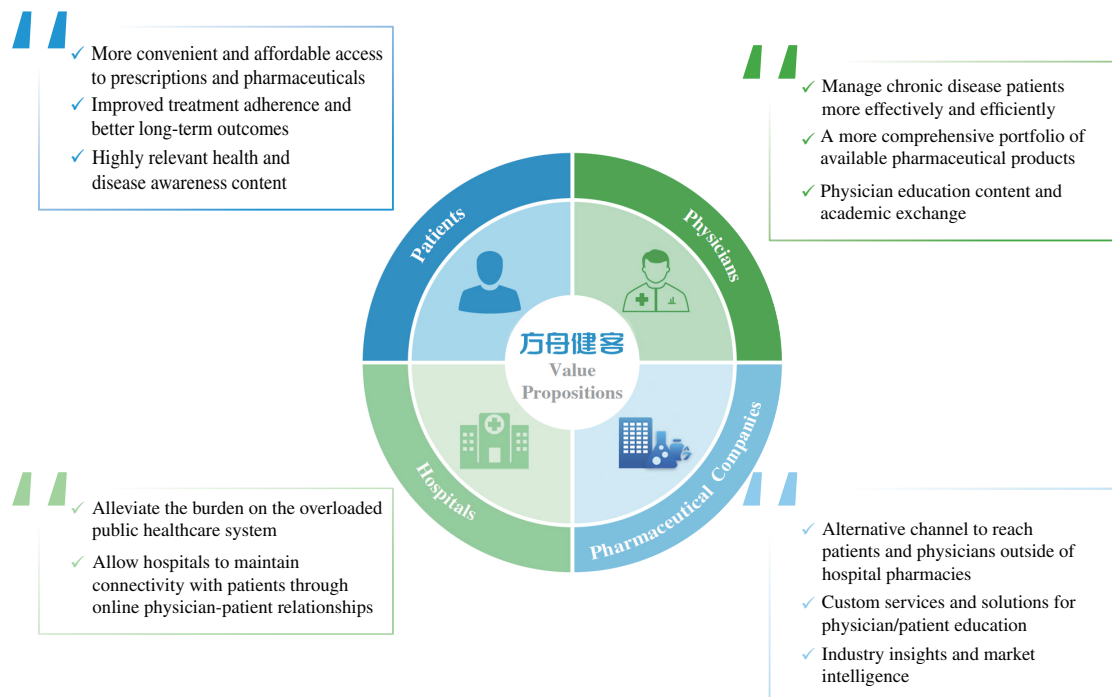 ✓ More convenient and affordable access
to prescriptions and pharmaceuticals
✓ Improved treatment adherence and
better long-term outcomes
✓ Highly relevant health and
disease awareness content
✓ Manage chronic disease patients
more effectively and efficiently
✓ A more comprehensive portfolio of
available pharmaceutical products
✓ Physician education content and
academic exchange
Patients
Physicians
方舟健客
Value
Propositions
Hospitals
Pharmaceutical Companies
✓ Alleviate the burden on the overloaded
public healthcare system
✓ Allow hospitals to maintain
connectivity with patients through
online physician-patient relationships
✓ Alternative channel to reach
patients and physicians outside of
hospital pharmacies
✓ Custom services and solutions for
physician/patient education
✓ Industry insights and market
intelligence